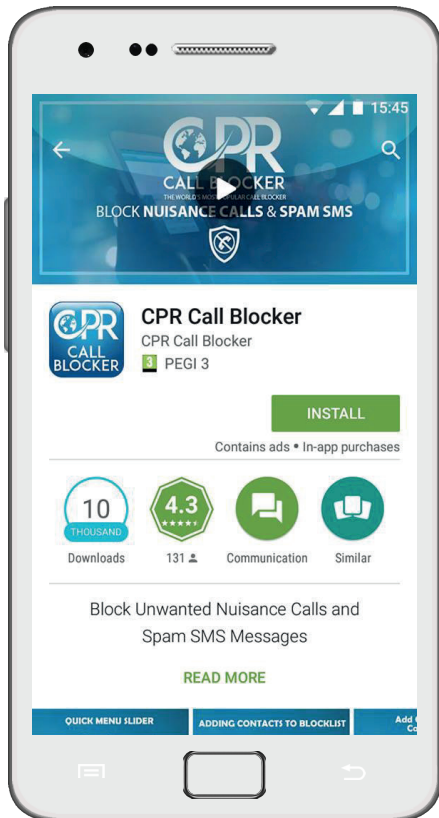 15:45
CPR
CALL BLOCKER
THE WORLD'S MOST POPULAR CALL BLOCKER
BLOCK NUISANCE CALLS & SPAM SMS
CPR
CALL
BLOCKER
CPR Call Blocker
CPR Call Blocker
3 PEGI 3
INSTALL
Contains ads • In-app purchases
10
THOUSAND
Downloads
4.3
131
Communication
Similar
Block Unwanted Nuisance Calls and
Spam SMS Messages
READ MORE
QUICK MENU SLIDER
ADDING CONTACTS TO BLOCKLIST
Add